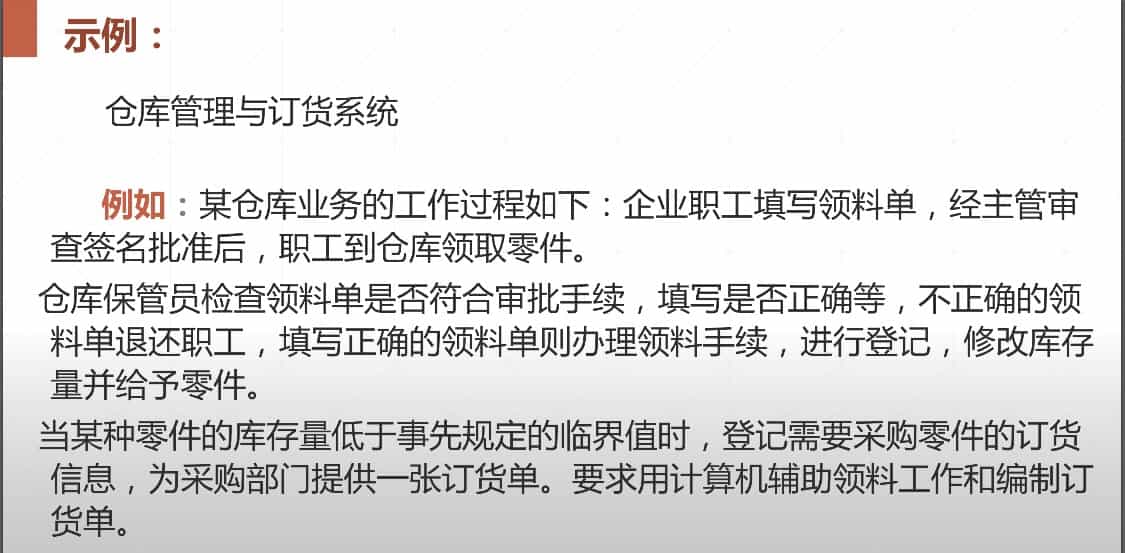 示例：
仓库管理与订货系统
例如：某仓库业务的工作过程如下：企业职工填写领料单，经主管审
查签名批准后，职工到仓库领取零件。
仓库保管员检查领料单是否符合审批手续，填写是否正确等，不正确的领
料单退还职工，填写正确的领料单则办理领料手续，进行登记，修改库存
量并给予零件。
当某种零件的库存量低于事先规定的临界值时，登记需要采购零件的订货
信息，为采购部门提供一张订货单。要求用计算机辅助领料工作和编制订
货单。